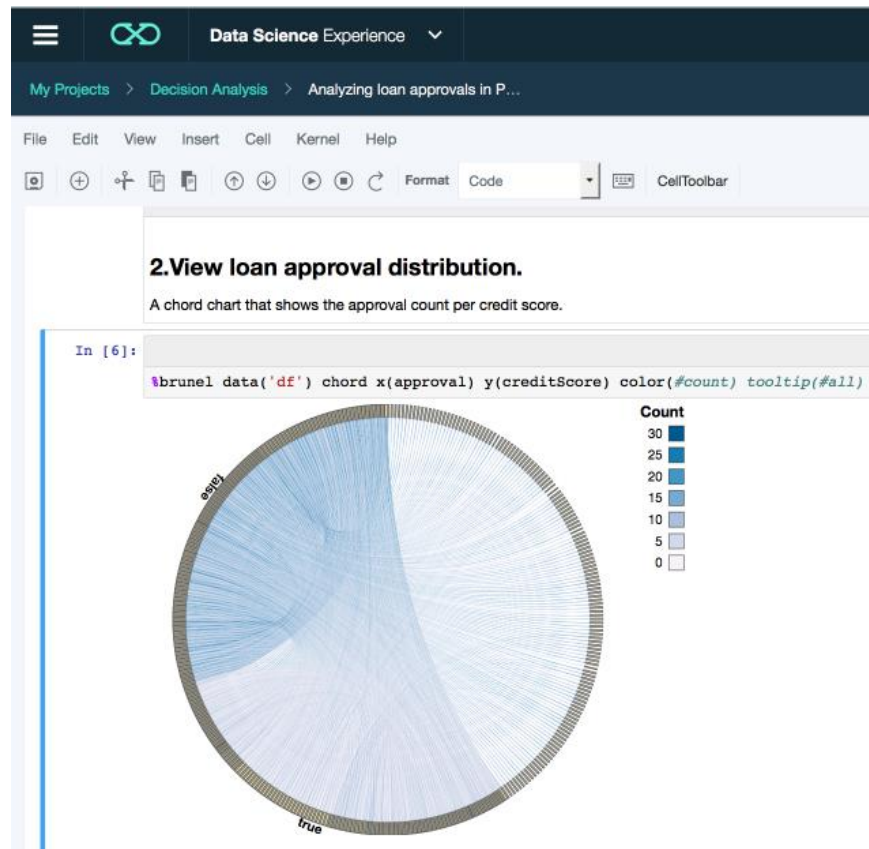 Data Science Experience
My Projects > Decision Analysis > Analyzing loan approvals in P...
File Edit View Insert Cell Kernel Help
Format Code CellToolbar
2.View loan approval distribution.
A chord chart that shows the approval count per credit score.
In [6]:
%brunel data('df') chord x(approval) y(creditScore) color(#count) tooltip(#all)
Count
30
25
20
15
10
5
0
false
true